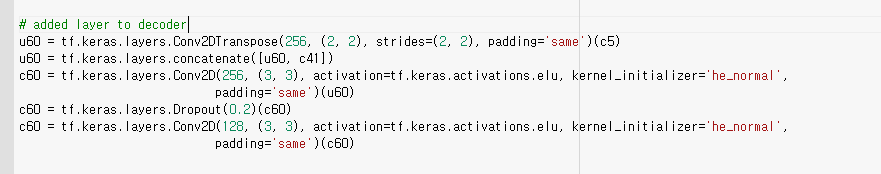 # added layer to decoder
u60 = tf.keras.layers.Conv2DTranspose(256, (2, 2), strides=(2, 2), padding='same')(c5)
u60 = tf.keras.layers.concatenate([u60, c41])
c60 = tf.keras.layers.Conv2D(256, (3, 3), activation=tf.keras.activations.elu, kernel_initializer='he_normal',
padding='same')(u60)
c60 = tf.keras.layers.Dropout(0.2)(c60)
c60 = tf.keras.layers.Conv2D(128, (3, 3), activation=tf.keras.activations.elu, kernel_initializer='he_normal',
padding='same')(c60)